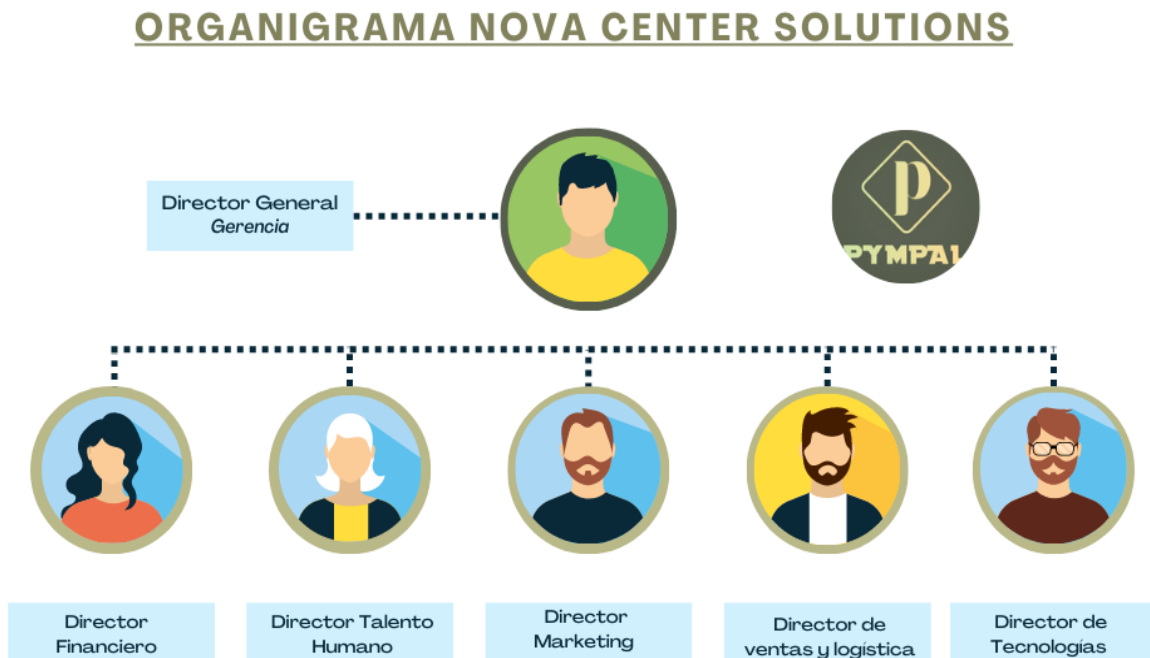 ORGANIGRAMA NOVA CENTER SOLUTIONS
Director General
Gerencia
P
PYMPAL
Director
Financiero
Director Talento
Humano
Director
Marketing
Director de
ventas y logística
Director de
Tecnologías